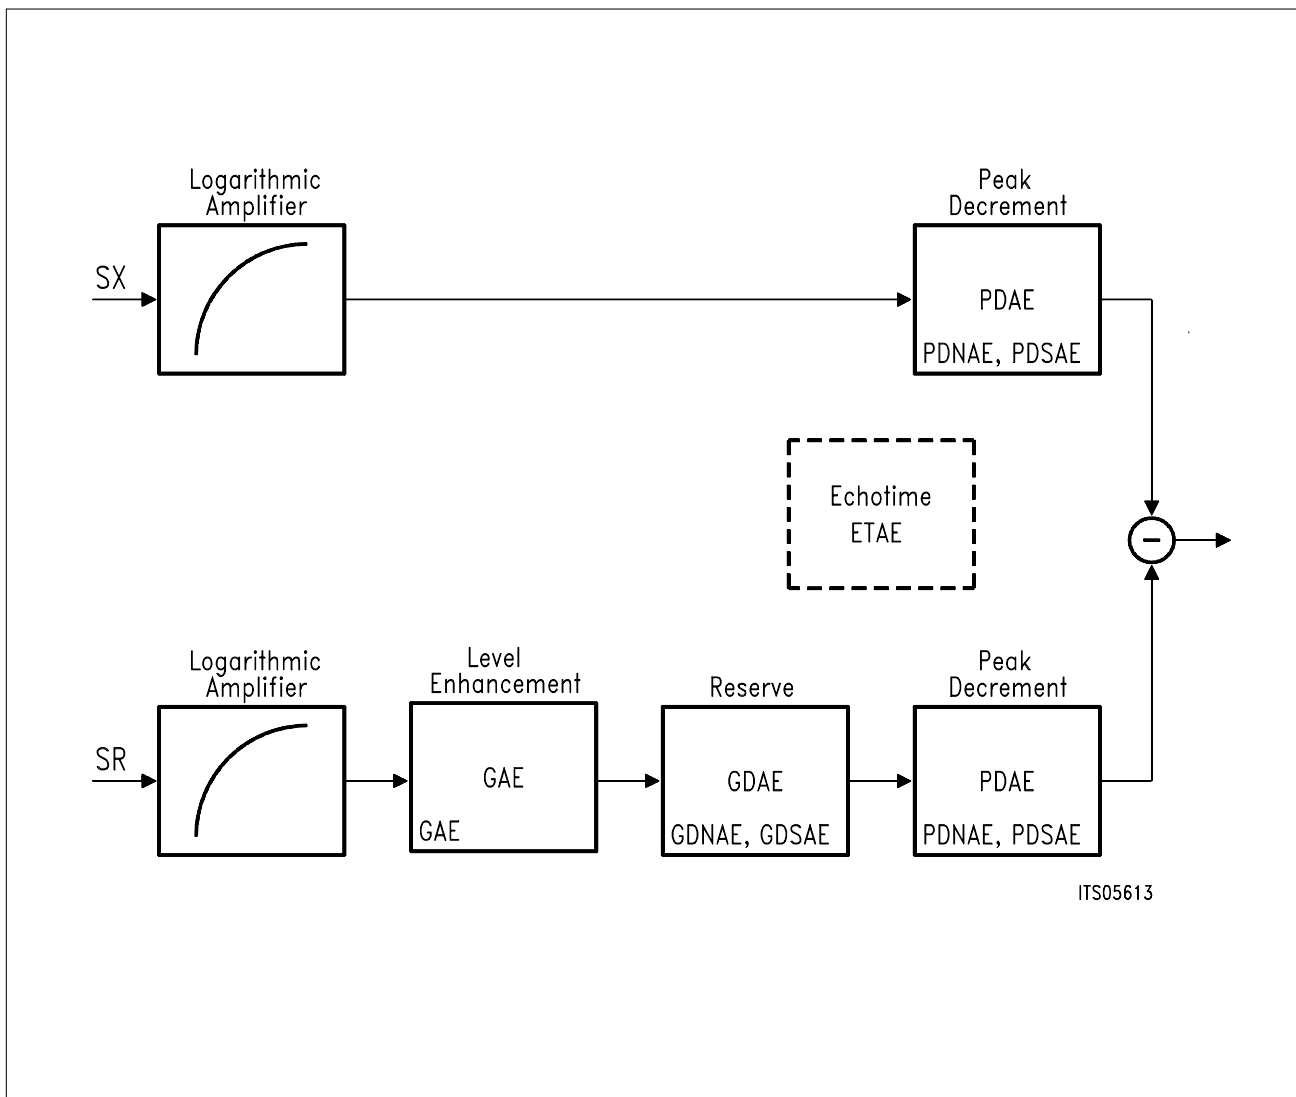 Logarithmic
Amplifier
Peak
Decrement
SX
PDAE
PDNAE, PDSAE
Echotime
ETAE
−
Logarithmic
Amplifier
Level
Enhancement
Reserve
Peak
Decrement
SR
GAE
GAE
GDAE
GDNAE, GDSAE
PDAE
PDNAE, PDSAE
ITS05613